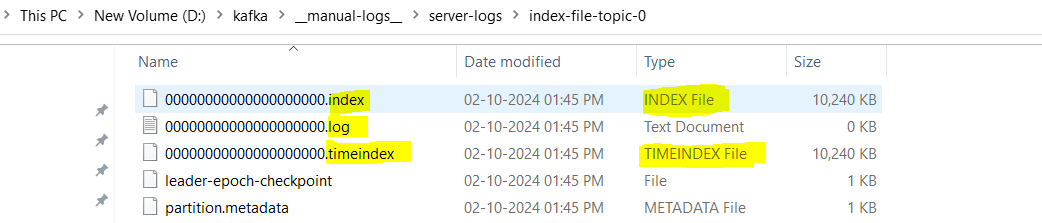 This PC > New Volume (D:) > kafka > __manual-logs__ > server-logs > index-file-topic-0
Name Date modified Type Size
00000000000000000000.index 02-10-2024 01:45 PM INDEX File 10,240 KB
00000000000000000000.log 02-10-2024 01:45 PM Text Document 0 KB
00000000000000000000.timeindex 02-10-2024 01:45 PM TIMEINDEX File 10,240 KB
leader-epoch-checkpoint 02-10-2024 01:45 PM File 1 KB
partition.metadata 02-10-2024 01:45 PM METADATA File 1 KB